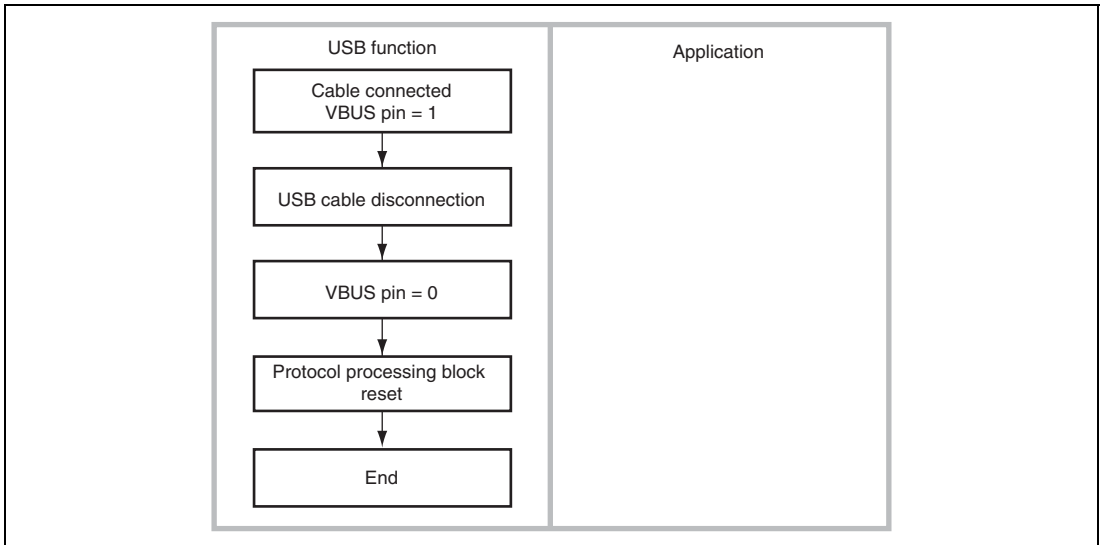 USB function
Cable connected
VBUS pin = 1
USB cable disconnection
VBUS pin = 0
Protocol processing block
reset
End
Application